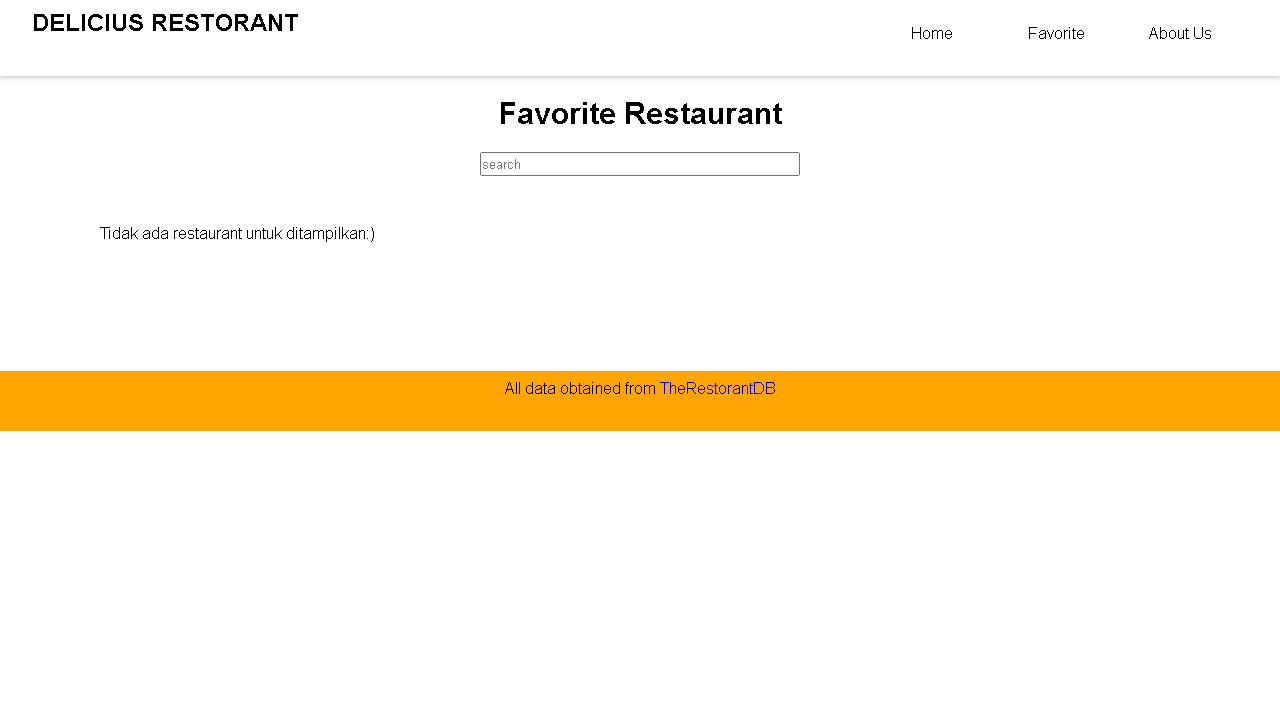 DELICIUS RESTORANT
Home Favorite About Us
Favorite Restaurant
search
Tidak ada restaurant untuk ditampilkan:)
All data obtained from TheRestorantDB